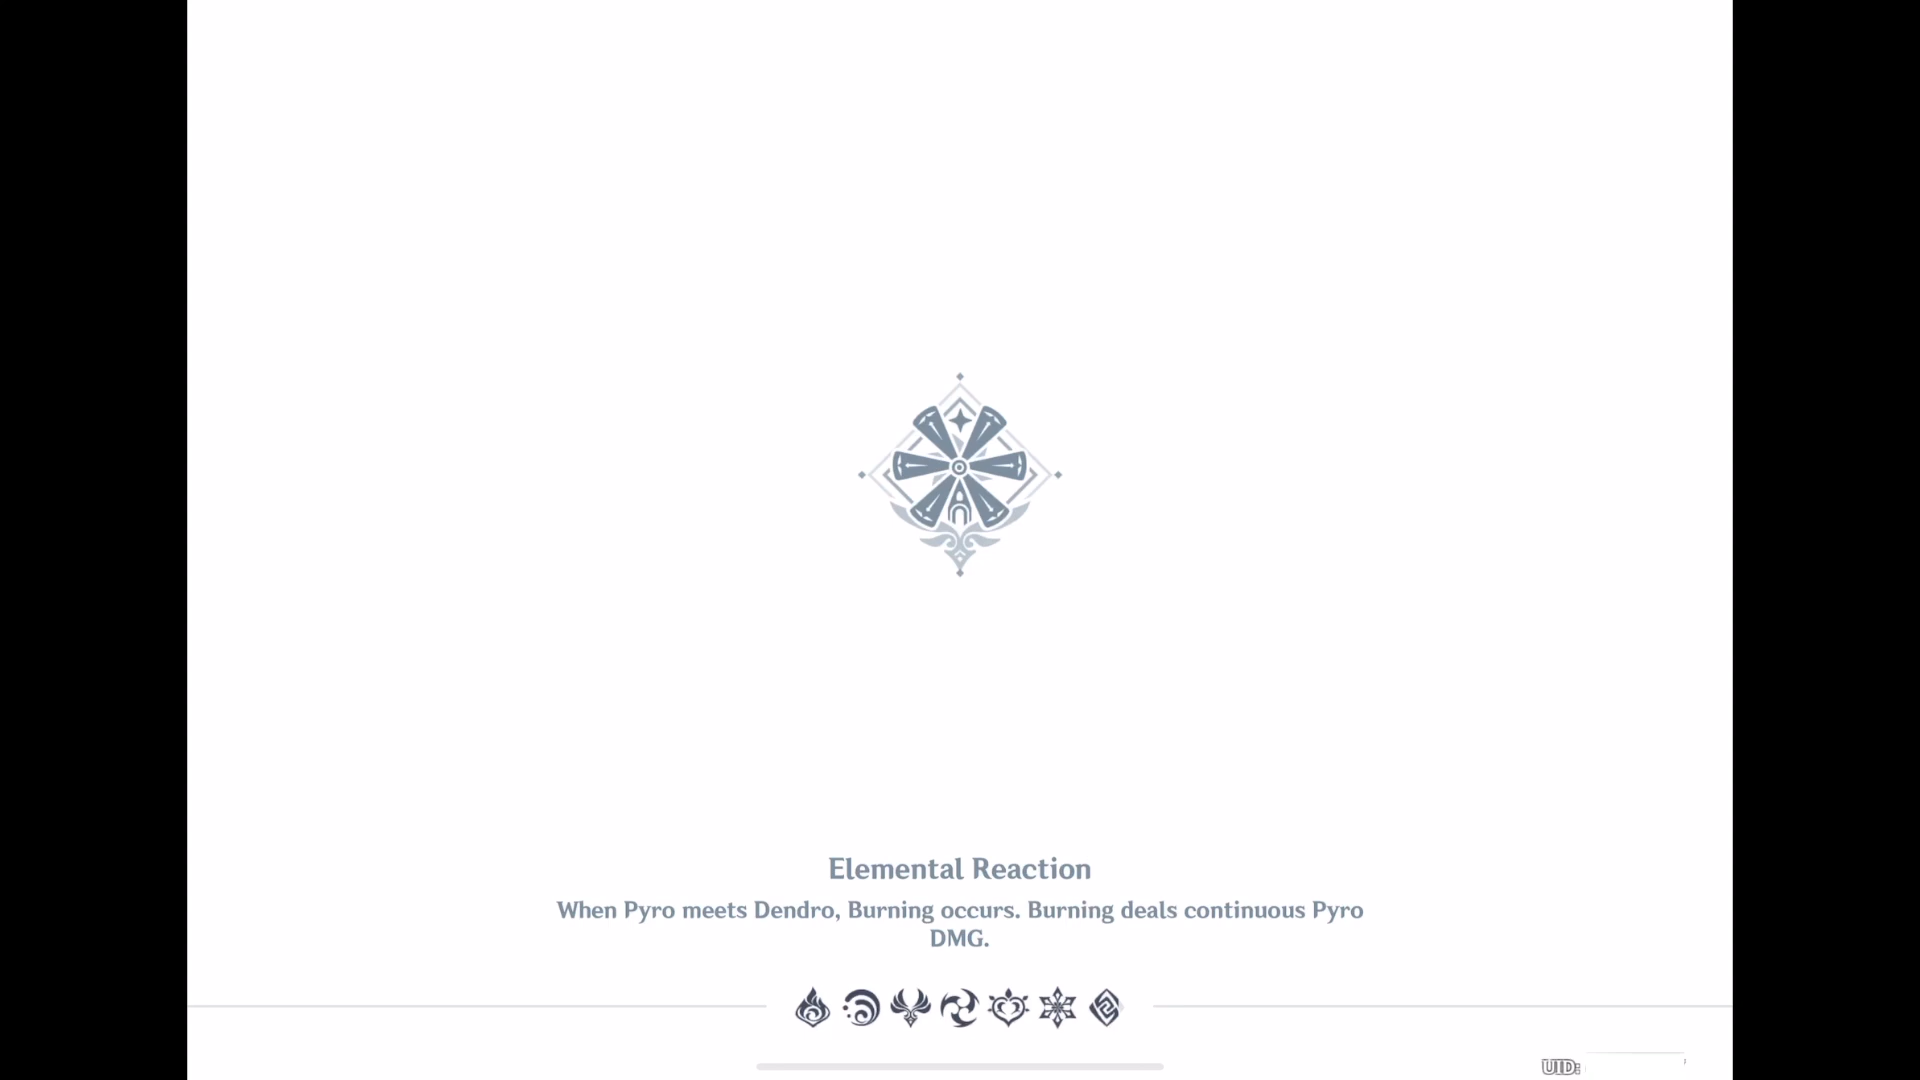 Elemental Reaction
When Pyro meets Dendro, Burning occurs. Burning deals continuous Pyro
DMG.
UID: